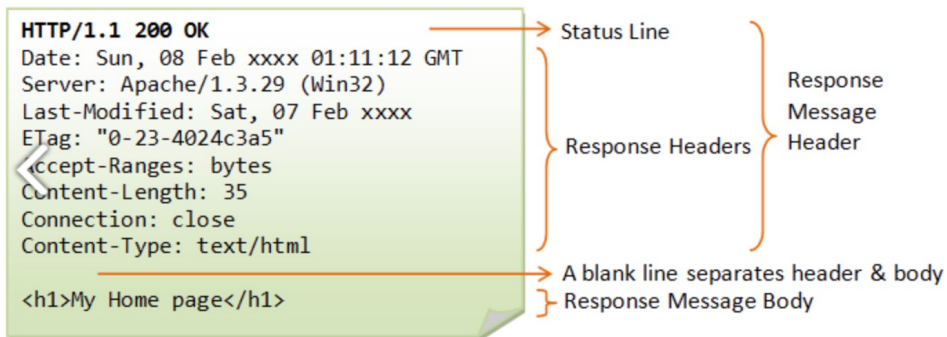 HTTP/1.1 200 OK
Date: Sun, 08 Feb xxxx 01:11:12 GMT
Server: Apache/1.3.29 (Win32)
Last-Modified: Sat, 07 Feb xxxx
ETag: "0-23-4024c3a5"
Accept-Ranges: bytes
Content-Length: 35
Connection: close
Content-Type: text/html
<h1>My Home page</h1>
Status Line
Response Headers
Response
Message
Header
A blank line separates header & body
Response Message Body